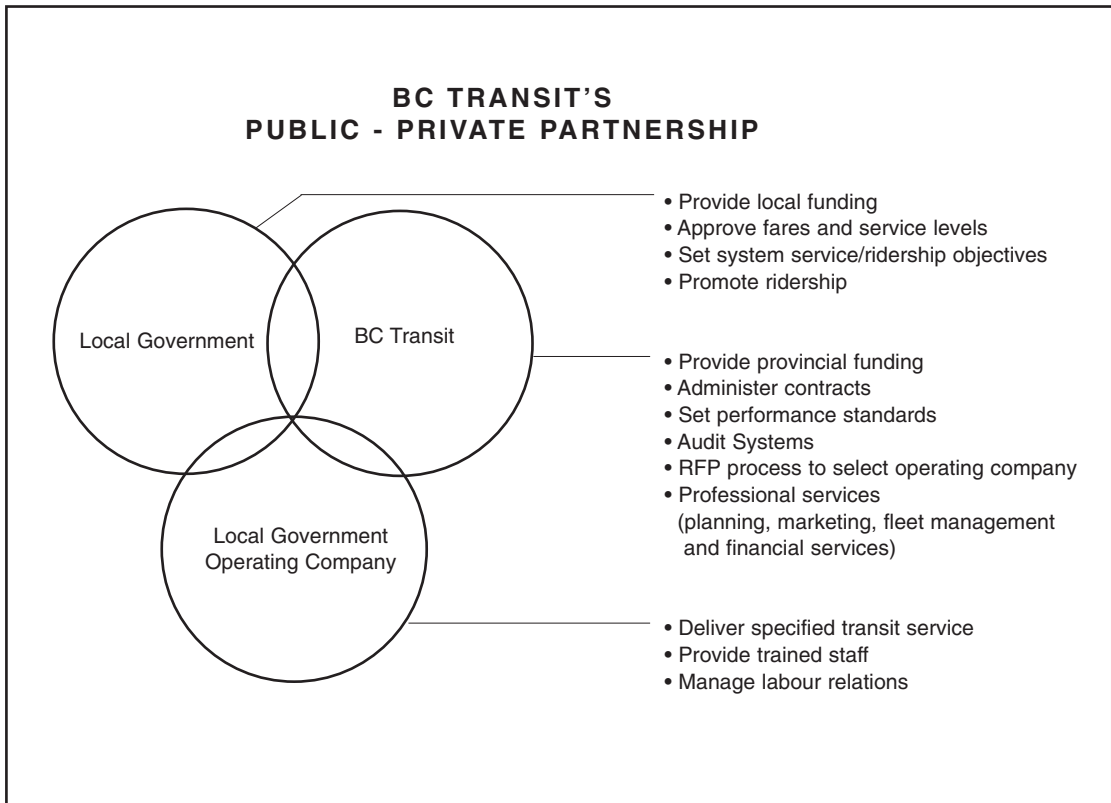 BC TRANSIT'S
PUBLIC - PRIVATE PARTNERSHIP
Local Government
BC Transit
Local Government
Operating Company
• Provide local funding
• Approve fares and service levels
• Set system service/ridership objectives
• Promote ridership
• Provide provincial funding
• Administer contracts
• Set performance standards
• Audit Systems
• RFP process to select operating company
• Professional services
(planning, marketing, fleet management
and financial services)
• Deliver specified transit service
• Provide trained staff
• Manage labour relations